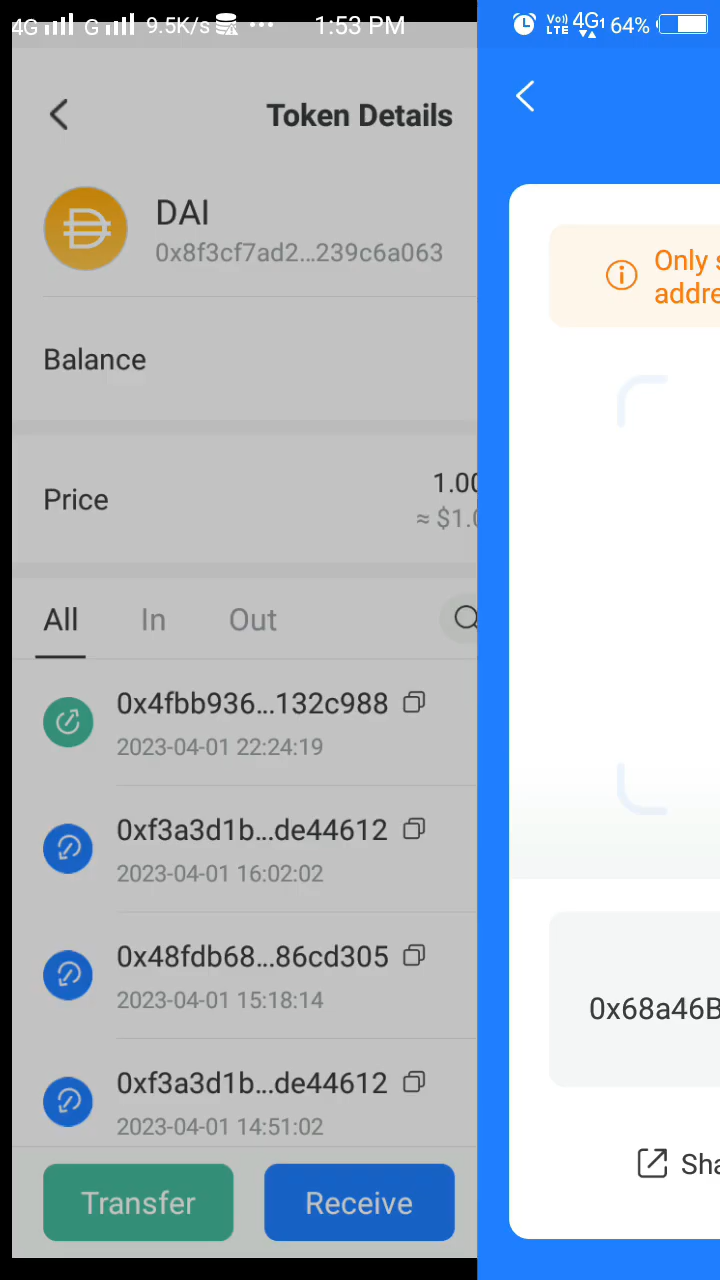 4G G 9.5K/s ... 1:53 PM Vo)) LTE 4G1 64%
Token Details
DAI
0x8f3cf7ad2...239c6a063
Balance
Price
1.00
≈ $1.0
All In Out
0x4fbb936...132c988
2023-04-01 22:24:19
0xf3a3d1b...de44612
2023-04-01 16:02:02
0x48fdb68...86cd305
2023-04-01 15:18:14
0xf3a3d1b...de44612
2023-04-01 14:51:02
Transfer Receive
Only s
addre
0x68a46B
Sha